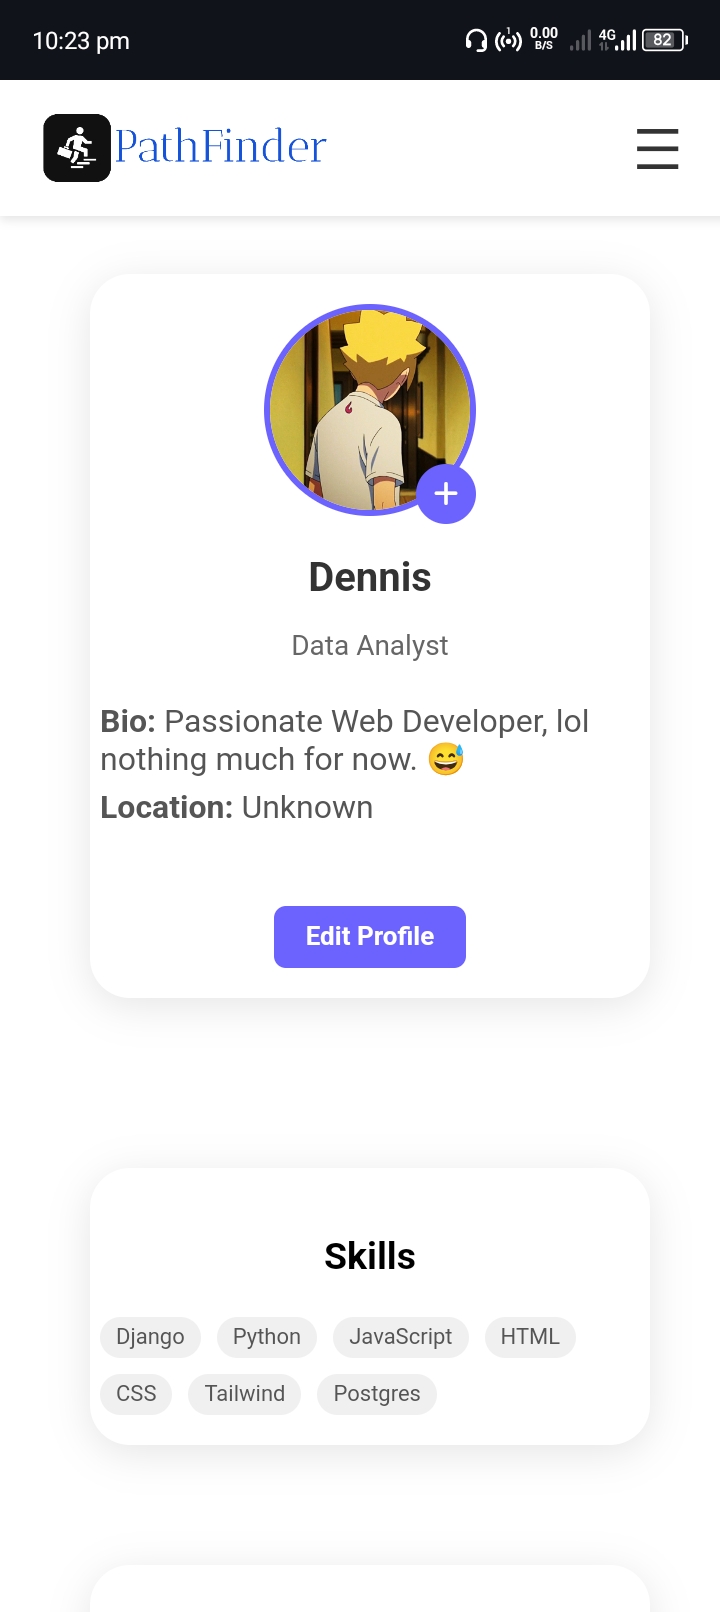 10:23 pm
1
0.00
B/S
4G
82
PathFinder
Dennis
Data Analyst
Bio: Passionate Web Developer, lol
nothing much for now. 😅
Location: Unknown
Edit Profile
Skills
Django Python JavaScript HTML
CSS Tailwind Postgres